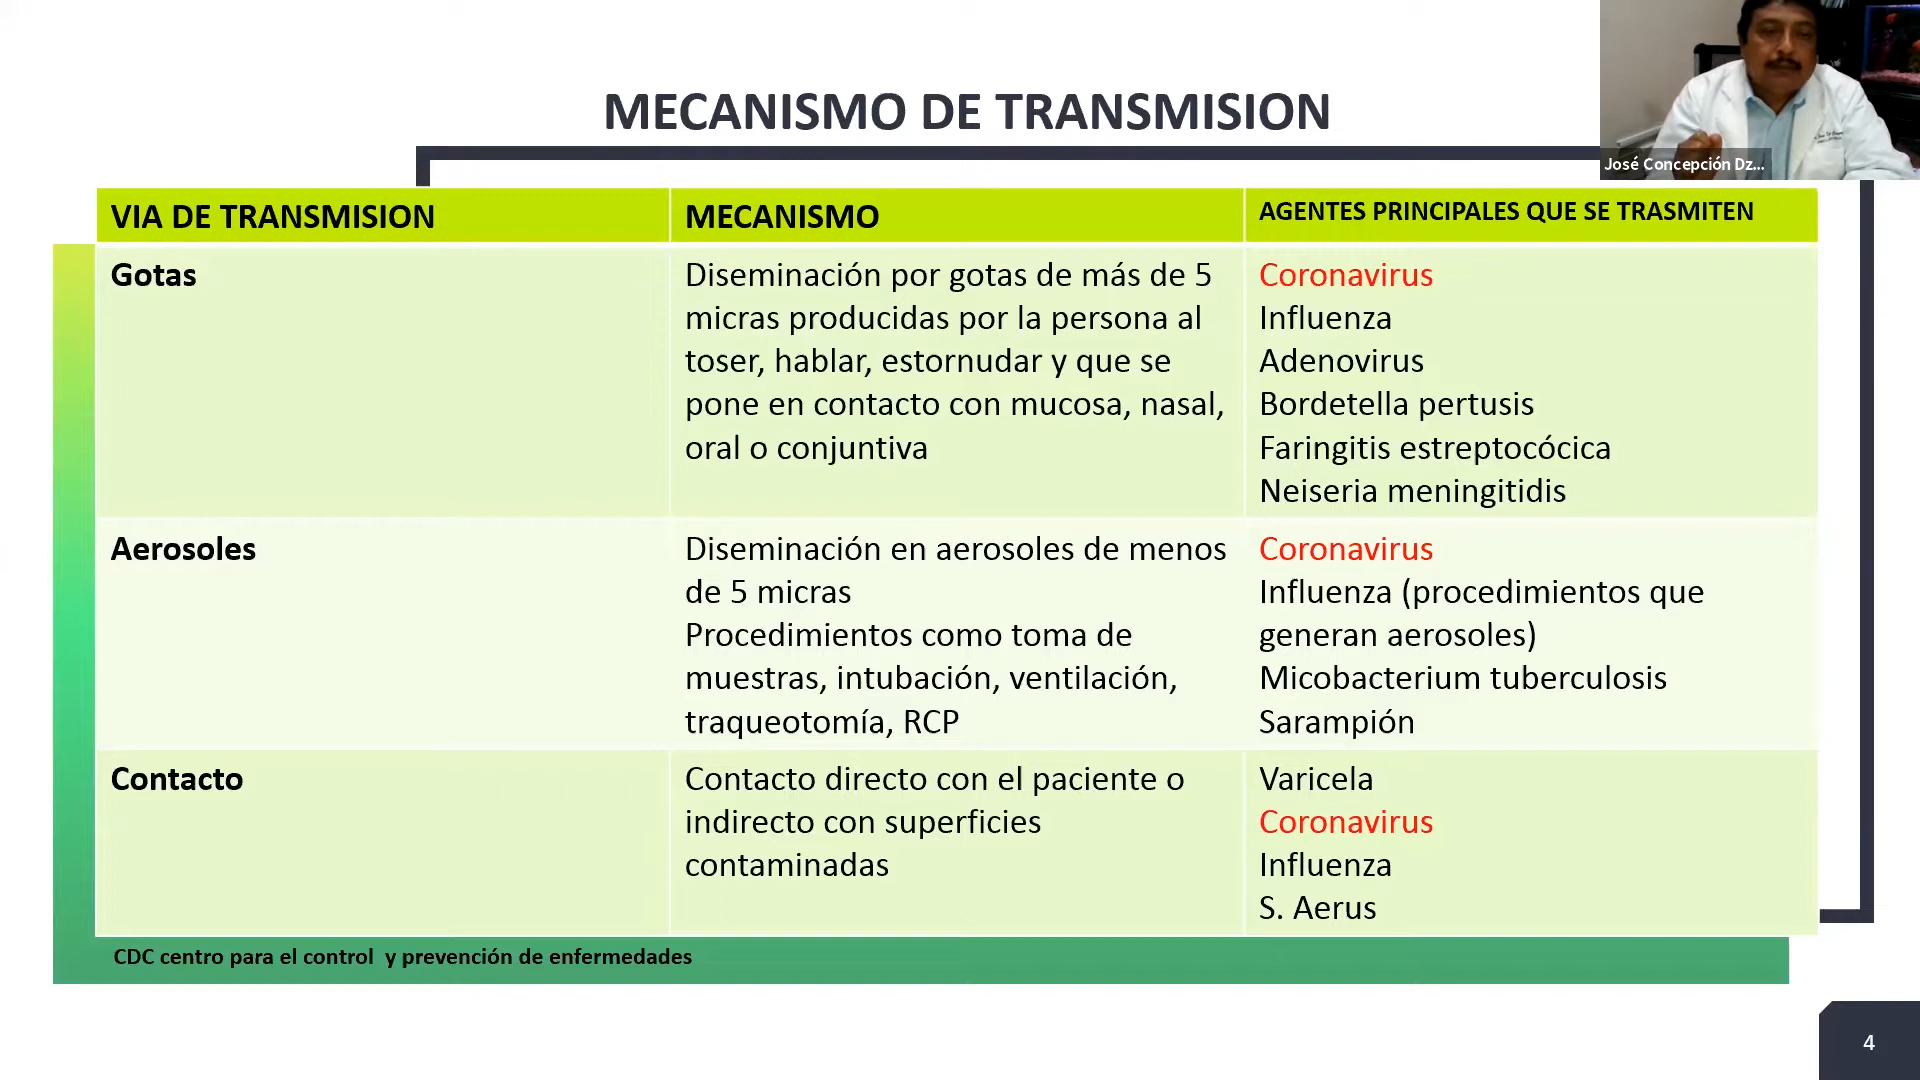 MECANISMO DE TRANSMISION
José Concepción Dz...
VIA DE TRANSMISION
MECANISMO
AGENTES PRINCIPALES QUE SE TRASMITEN
Gotas
Diseminación por gotas de más de 5
micras producidas por la persona al
toser, hablar, estornudar y que se
pone en contacto con mucosa, nasal,
oral o conjuntiva
Coronavirus
Influenza
Adenovirus
Bordetella pertusis
Faringitis estreptocócica
Neiseria meningitidis
Aerosoles
Diseminación en aerosoles de menos
de 5 micras
Procedimientos como toma de
muestras, intubación, ventilación,
traqueotomía, RCP
Coronavirus
Influenza (procedimientos que
generan aerosoles)
Micobacterium tuberculosis
Sarampión
Contacto
Contacto directo con el paciente o
indirecto con superficies
contaminadas
Varicela
Coronavirus
Influenza
S. Aerus
CDC centro para el control y prevención de enfermedades
4